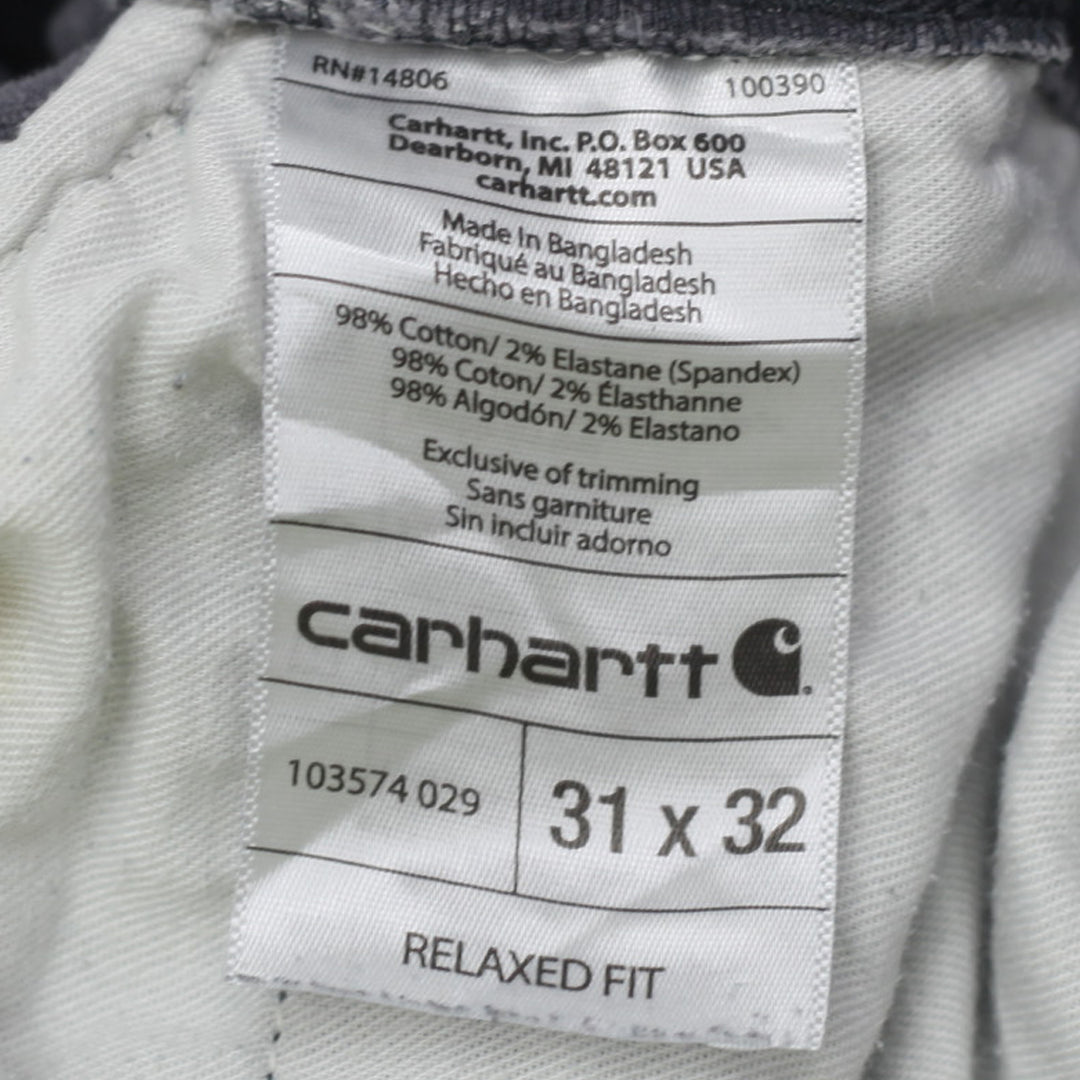 RN#14806 100390
Carhartt, Inc. P.O. Box 600
Dearborn, MI 48121 USA
carhartt.com
Made In Bangladesh
Fabriqué au Bangladesh
Hecho en Bangladesh
98% Cotton/ 2% Elastane (Spandex)
98% Coton/ 2% Élasthanne
98% Algodón/ 2% Elastano
Exclusive of trimming
Sans garniture
Sin incluir adorno
carhartt
103574 029 31 x 32
RELAXED FIT